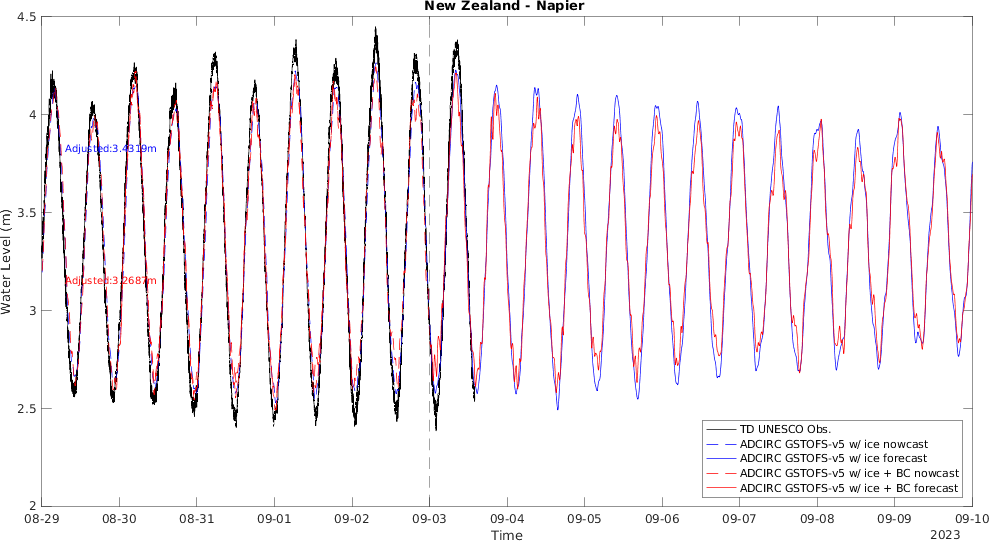 New Zealand - Napier
4.5
4
3.5
3
2.5
2
Water Level (m)
Adjusted:3.4319m
Adjusted:3.2687m
TD UNESCO Obs.
ADCIRC GSTOFS-v5 w/ ice nowcast
ADCIRC GSTOFS-v5 w/ ice forecast
ADCIRC GSTOFS-v5 w/ ice + BC nowcast
ADCIRC GSTOFS-v5 w/ ice + BC forecast
08-29 08-30 08-31 09-01 09-02 09-03 09-04 09-05 09-06 09-07 09-08 09-09 09-10
Time
2023